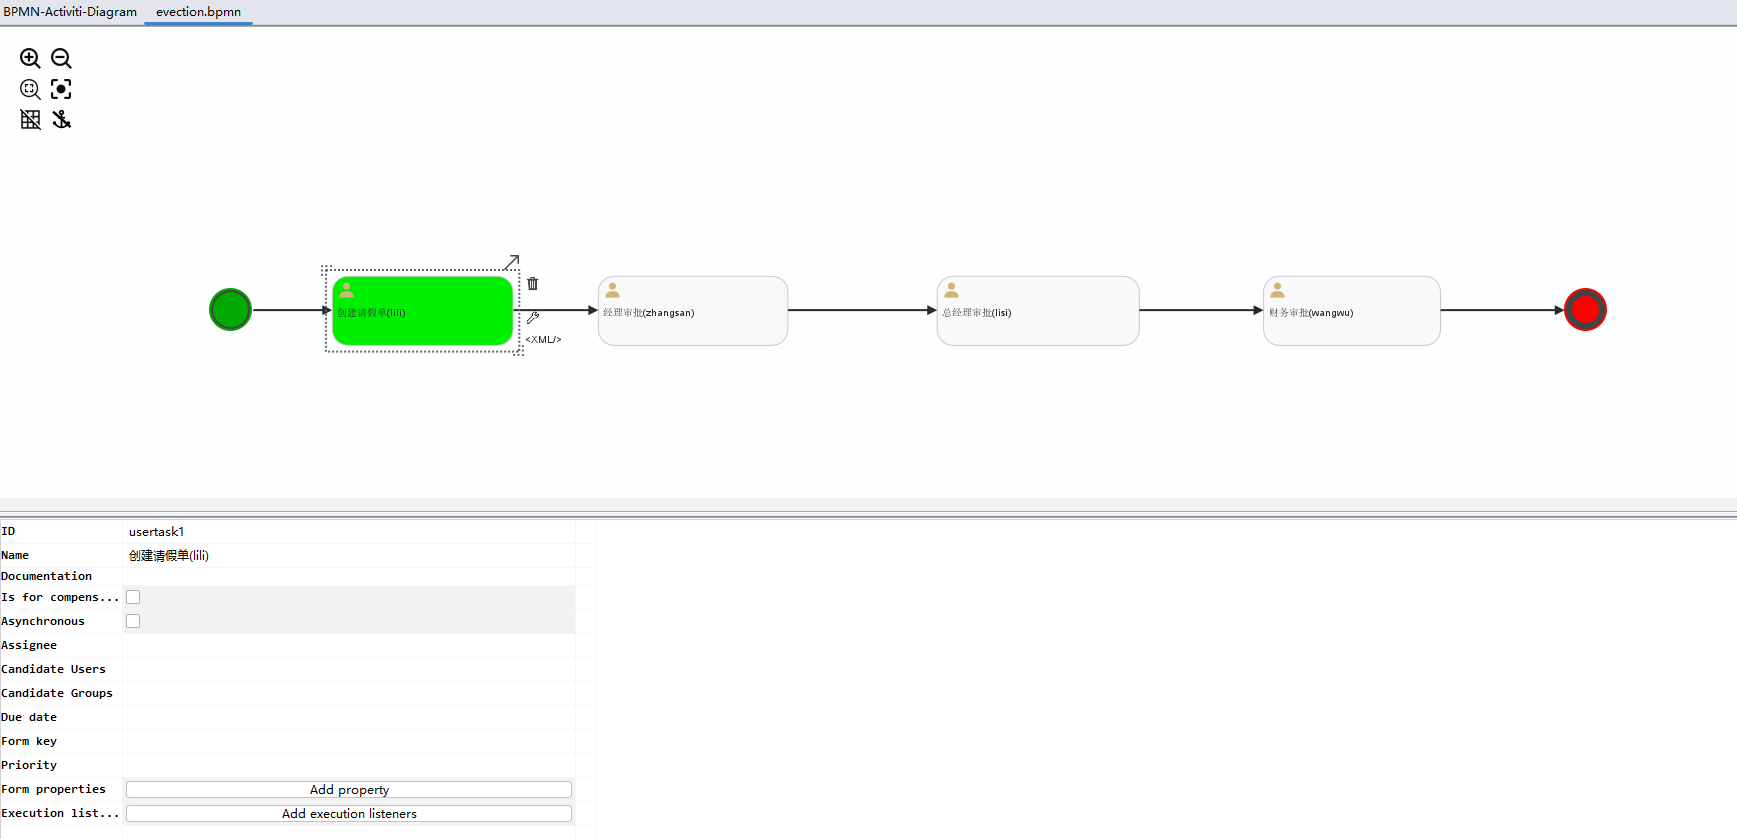 BPMN-Activiti-Diagram evection.bpmn
创建请假单(lili)
<XML/>
经理审批(zhangsan)
总经理审批(lisi)
财务审批(wangwu)
ID usertask1
Name 创建请假单(lili)
Documentation
Is for compens...
Asynchronous
Assignee
Candidate Users
Candidate Groups
Due date
Form key
Priority
Form properties Add property
Execution list... Add execution listeners